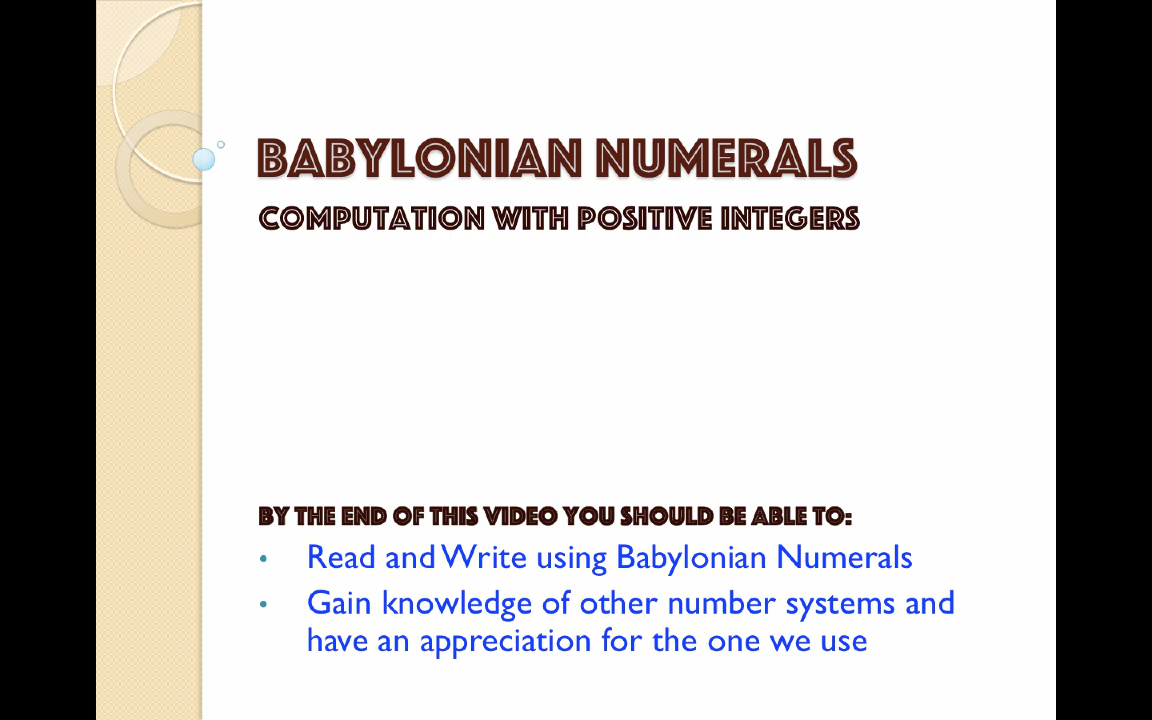 BABYLONIAN NUMERALS
COMPUTATION WITH POSITIVE INTEGERS
BY THE END OF THIS VIDEO YOU SHOULD BE ABLE TO:
• Read and Write using Babylonian Numerals
• Gain knowledge of other number systems and
have an appreciation for the one we use